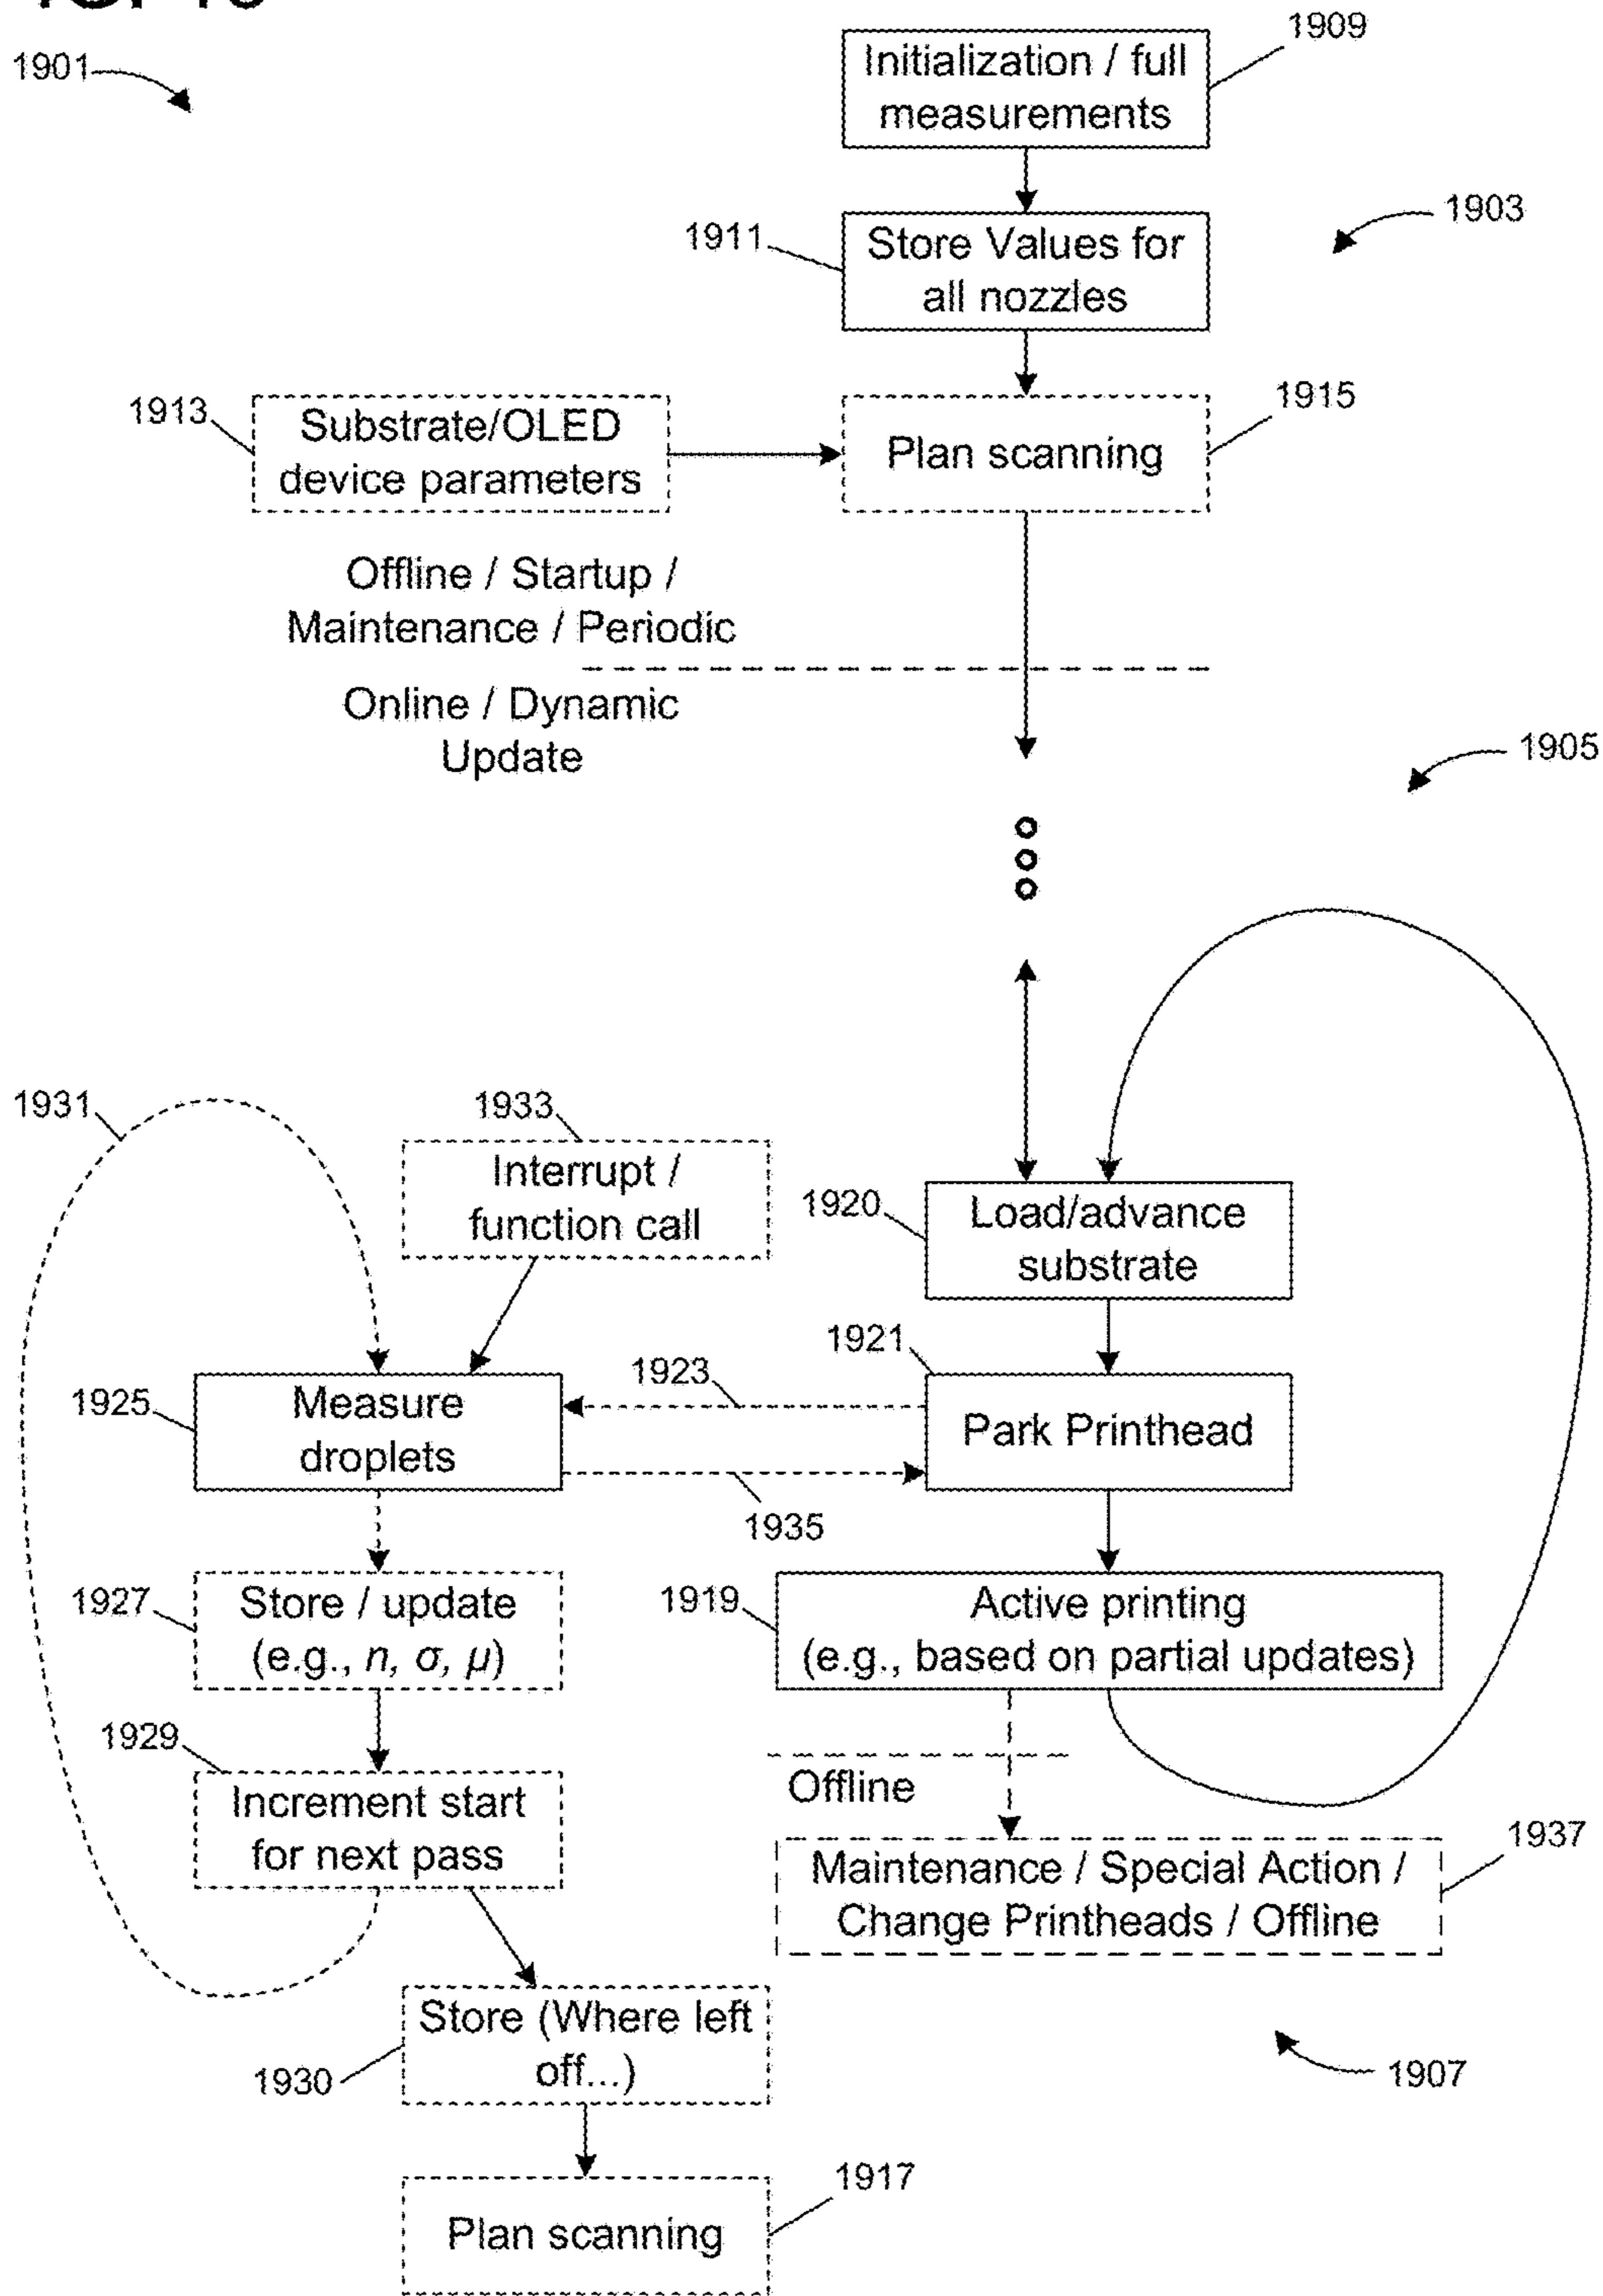 1909
Initialization / full
measurements
1901
1903
1911
Store Values for
all nozzles
1913
Substrate/OLED
device parameters
1915
Plan scanning
Offline / Startup /
Maintenance / Periodic
Online / Dynamic
Update
1905
1931
1933
Interrupt /
function call
1920
Load/advance
substrate
1921
1923
1925
Measure
droplets
Park Printhead
1935
1927
Store / update
(e.g., n, σ, μ)
1919
Active printing
(e.g., based on partial updates)
1929
Increment start
for next pass
Offline
1937
Maintenance / Special Action /
Change Printheads / Offline
Store (Where left
off...)
1930
1907
1917
Plan scanning